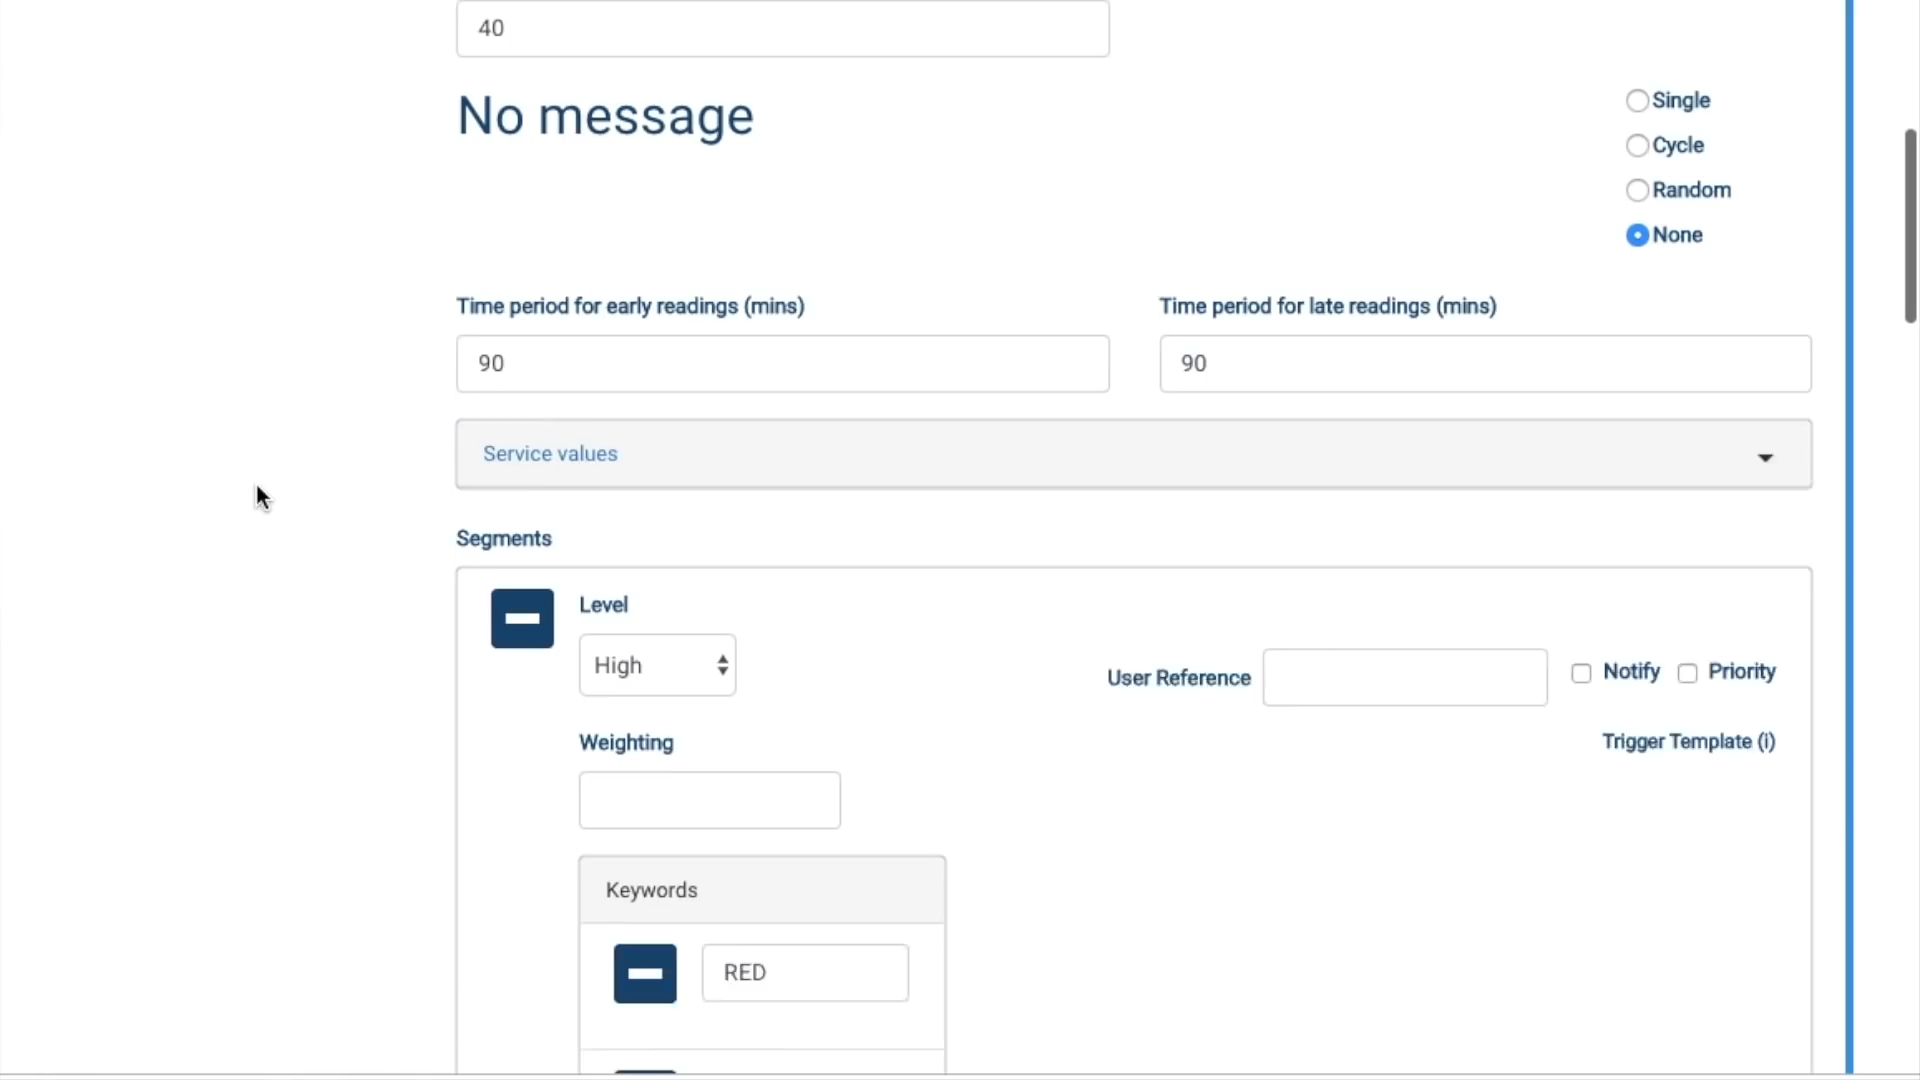 40
No message
Single
Cycle
Random
None
Time period for early readings (mins)
Time period for late readings (mins)
90
90
Service values
Segments
Level
High
User Reference
Notify
Priority
Weighting
Trigger Template (i)
Keywords
RED